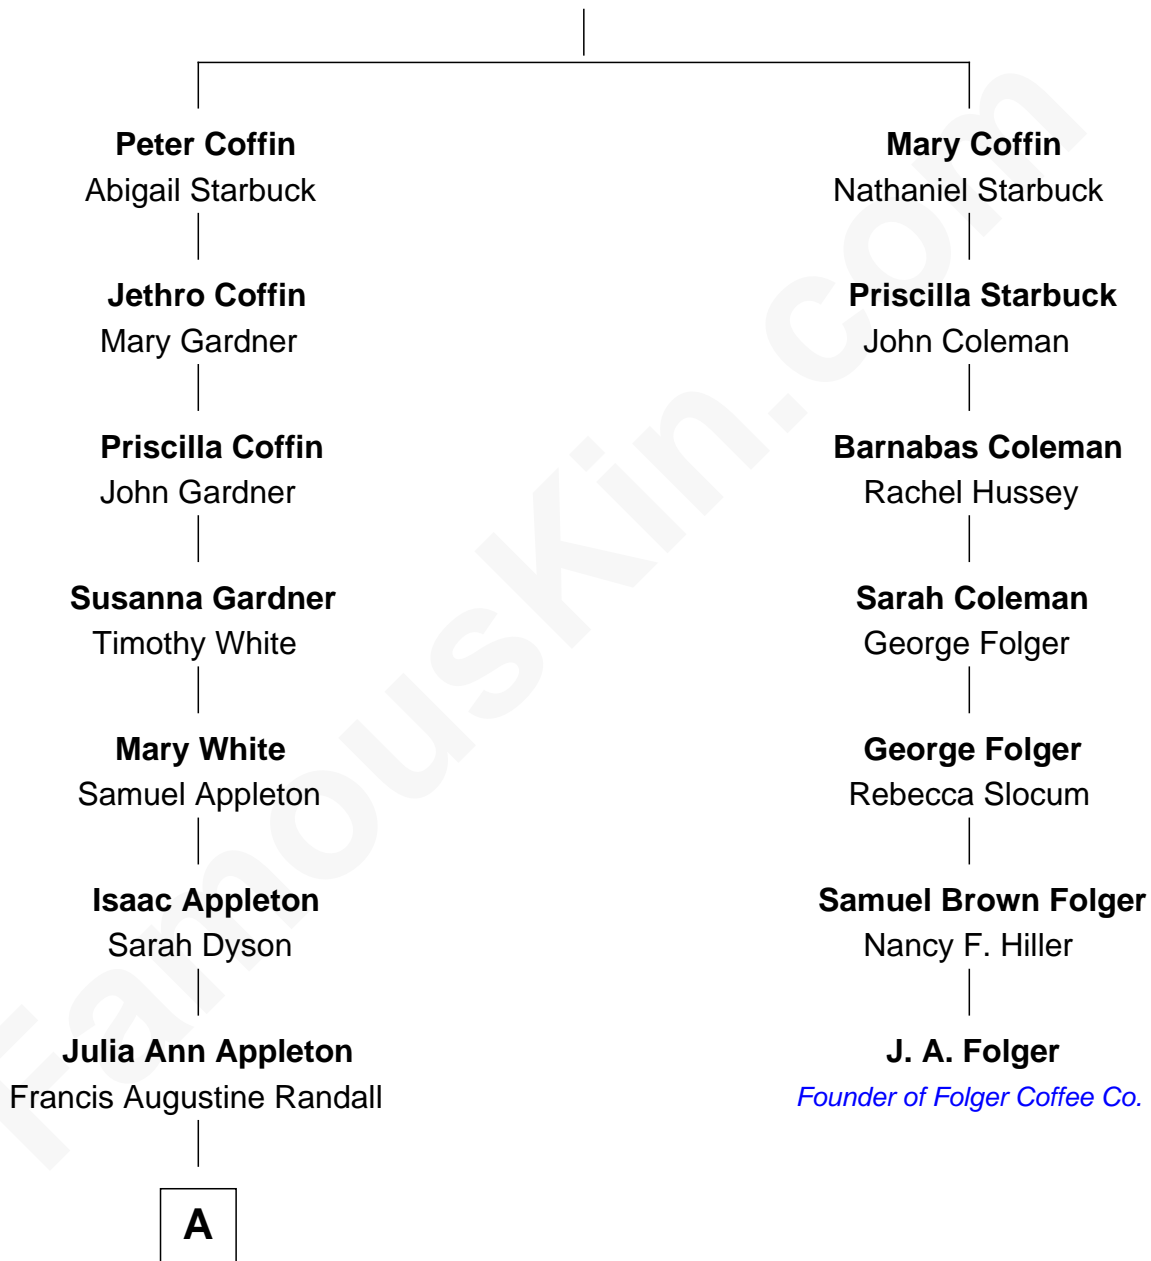 Peter Coffin
Abigail Starbuck
Jethro Coffin
Mary Gardner
Priscilla Coffin
John Gardner
Susanna Gardner
Timothy White
Mary White
Samuel Appleton
Isaac Appleton
Sarah Dyson
Julia Ann Appleton
Francis Augustine Randall
A
Mary Coffin
Nathaniel Starbuck
Priscilla Starbuck
John Coleman
Barnabas Coleman
Rachel Hussey
Sarah Coleman
George Folger
George Folger
Rebecca Slocum
Samuel Brown Folger
Nancy F. Hiller
J. A. Folger
Founder of Folger Coffee Co.
FamousKin.com